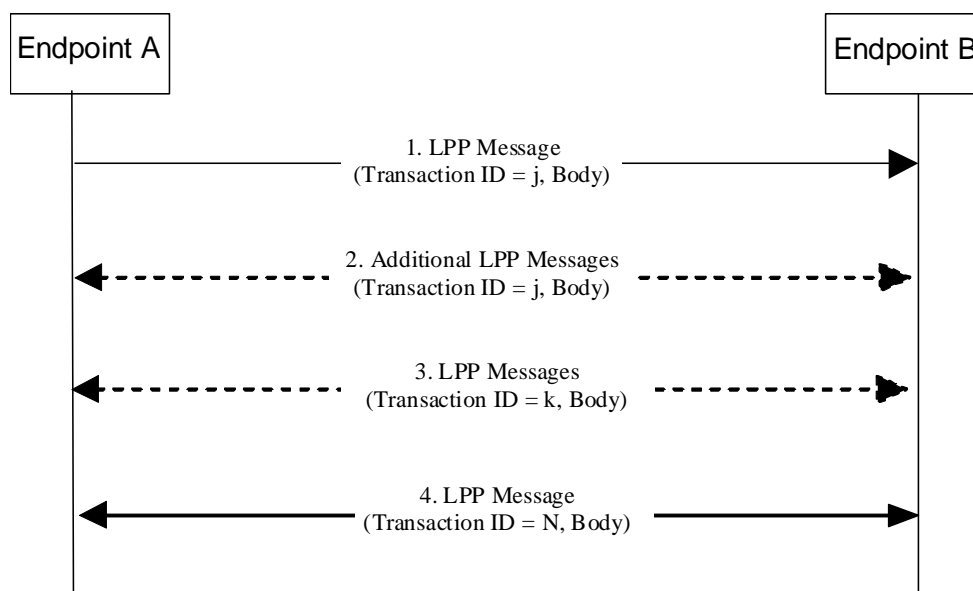 Endpoint A
Endpoint B
1. LPP Message
(Transaction ID = j, Body)
2. Additional LPP Messages
(Transaction ID = j, Body)
3. LPP Messages
(Transaction ID = k, Body)
4. LPP Message
(Transaction ID = N, Body)